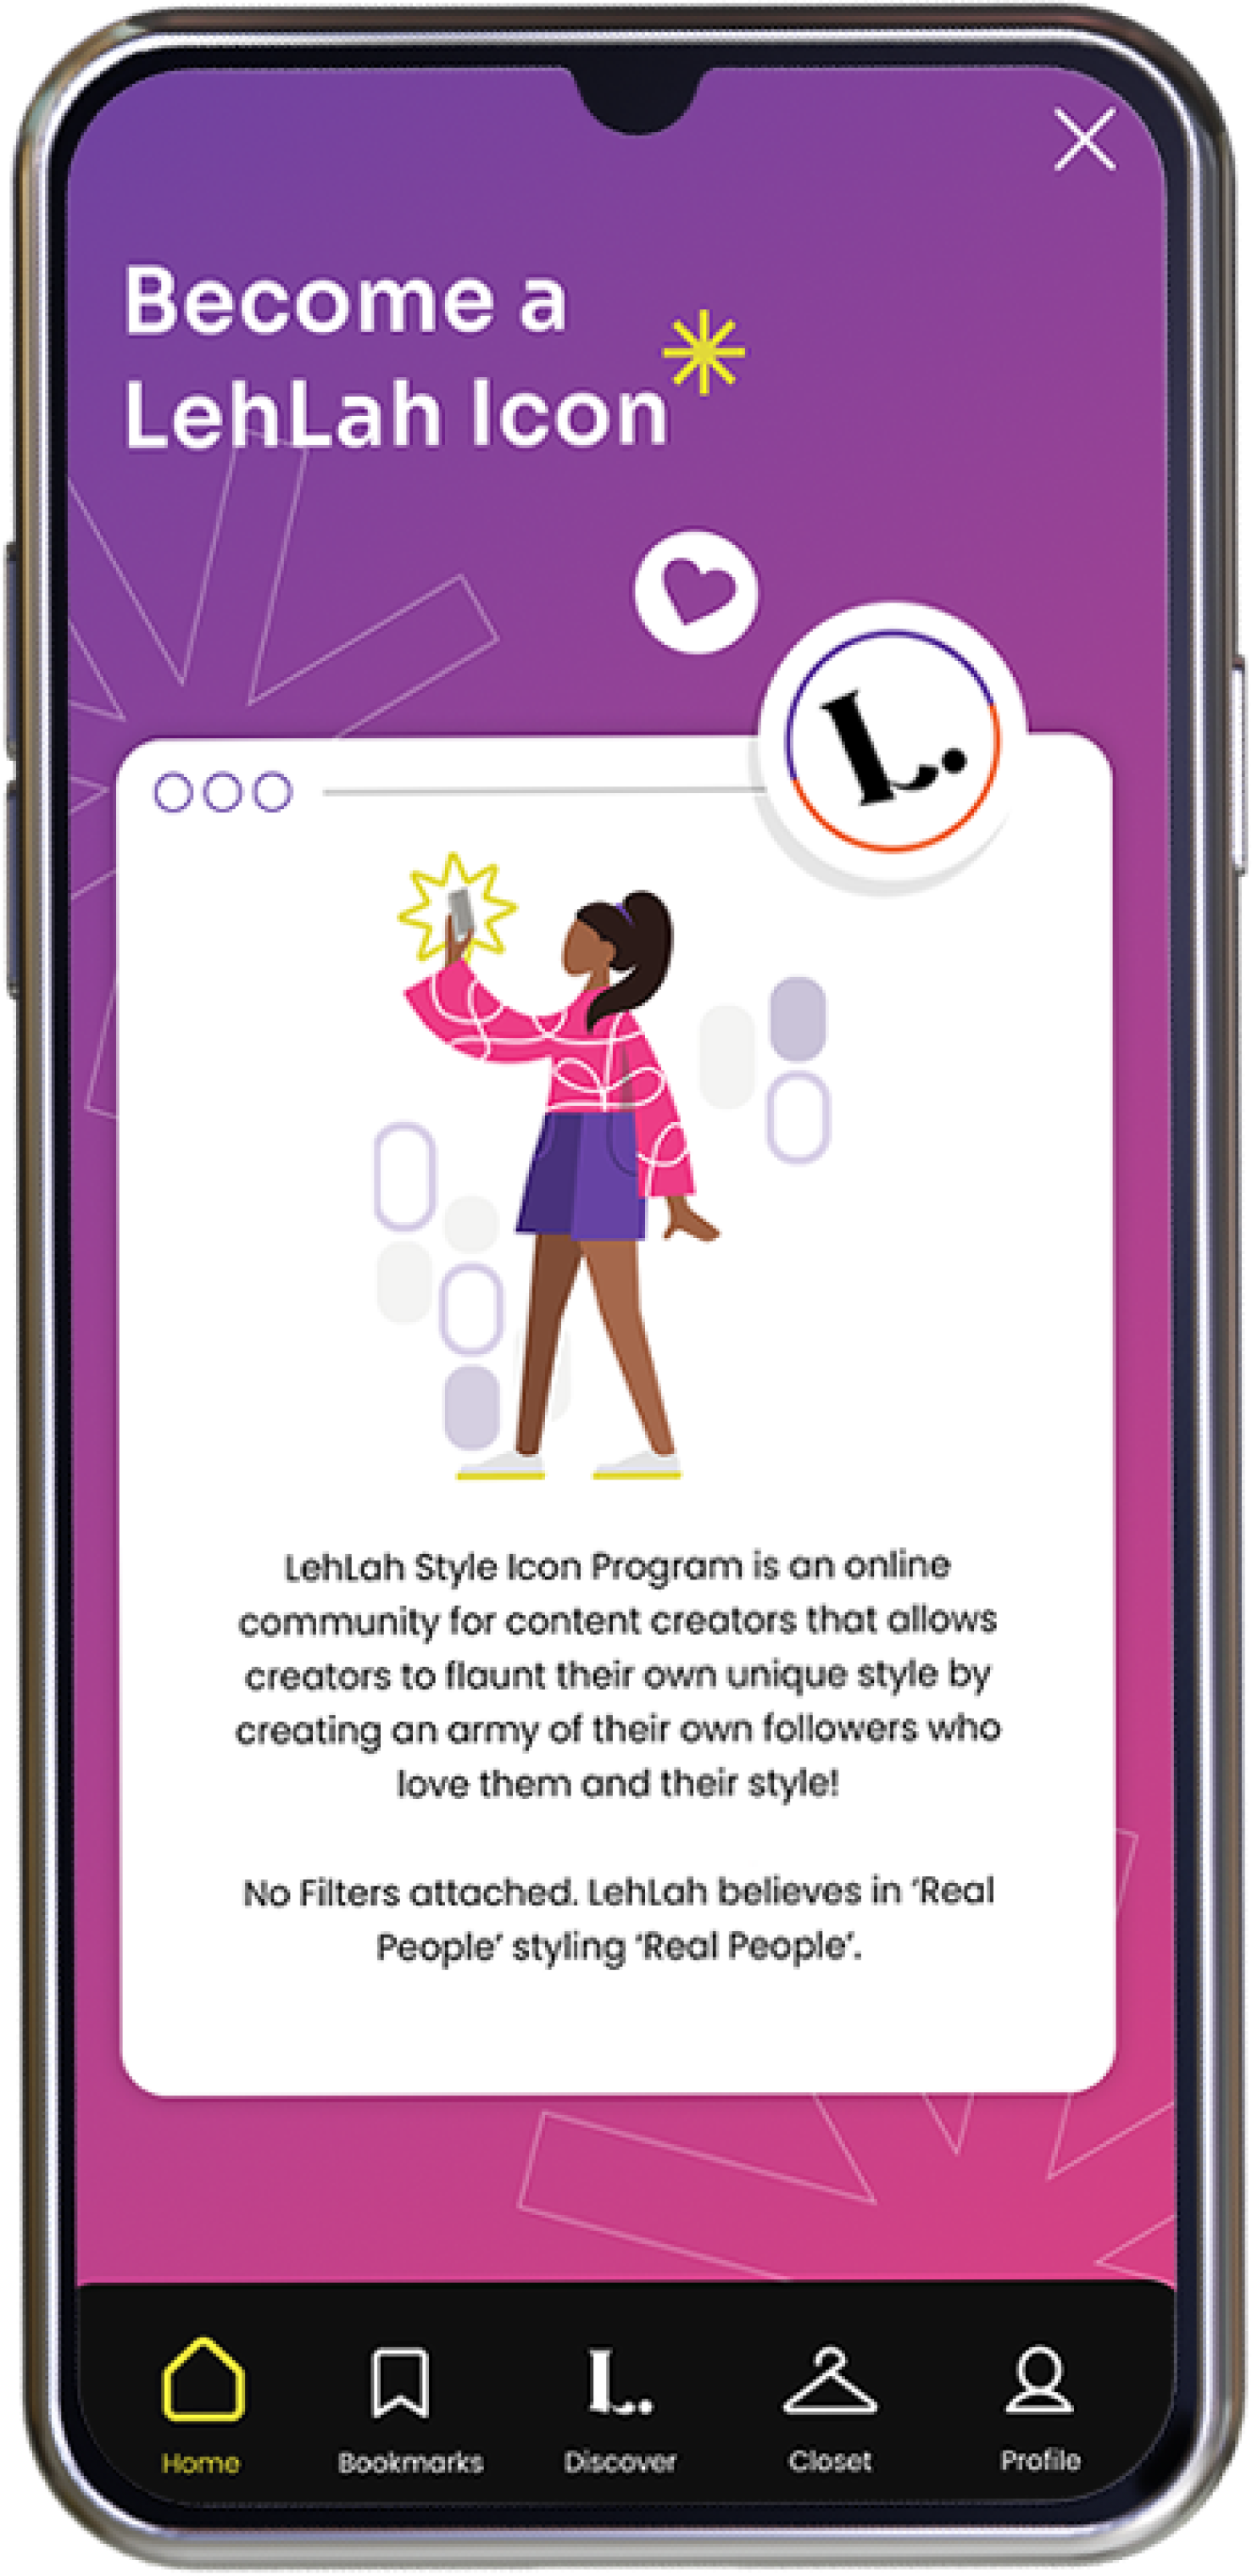 Become a
LehLah Icon
L.
LehLah Style Icon Program is an online
community for content creators that allows
creators to flaunt their own unique style by
creating an army of their own followers who
love them and their style!
No Filters attached. LehLah believes in ‘Real
People’ styling ‘Real People’.
L.
Home Bookmarks Discover Closet Profile